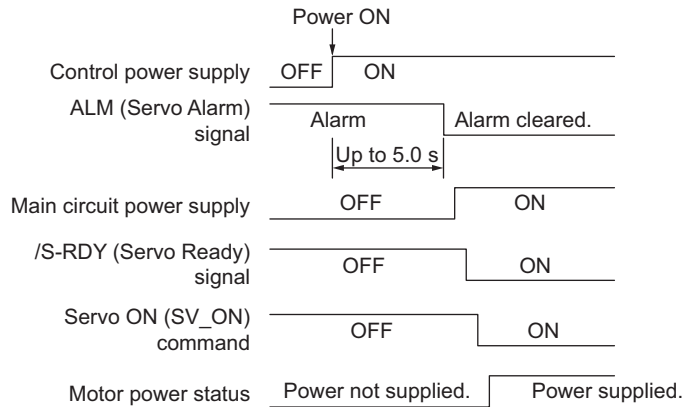 Power ON
Control power supply OFF ON
ALM (Servo Alarm)
signal
Alarm Alarm cleared.
Up to 5.0 s
Main circuit power supply OFF ON
/S-RDY (Servo Ready)
signal
OFF ON
Servo ON (SV_ON)
command
OFF ON
Motor power status Power not supplied. Power supplied.